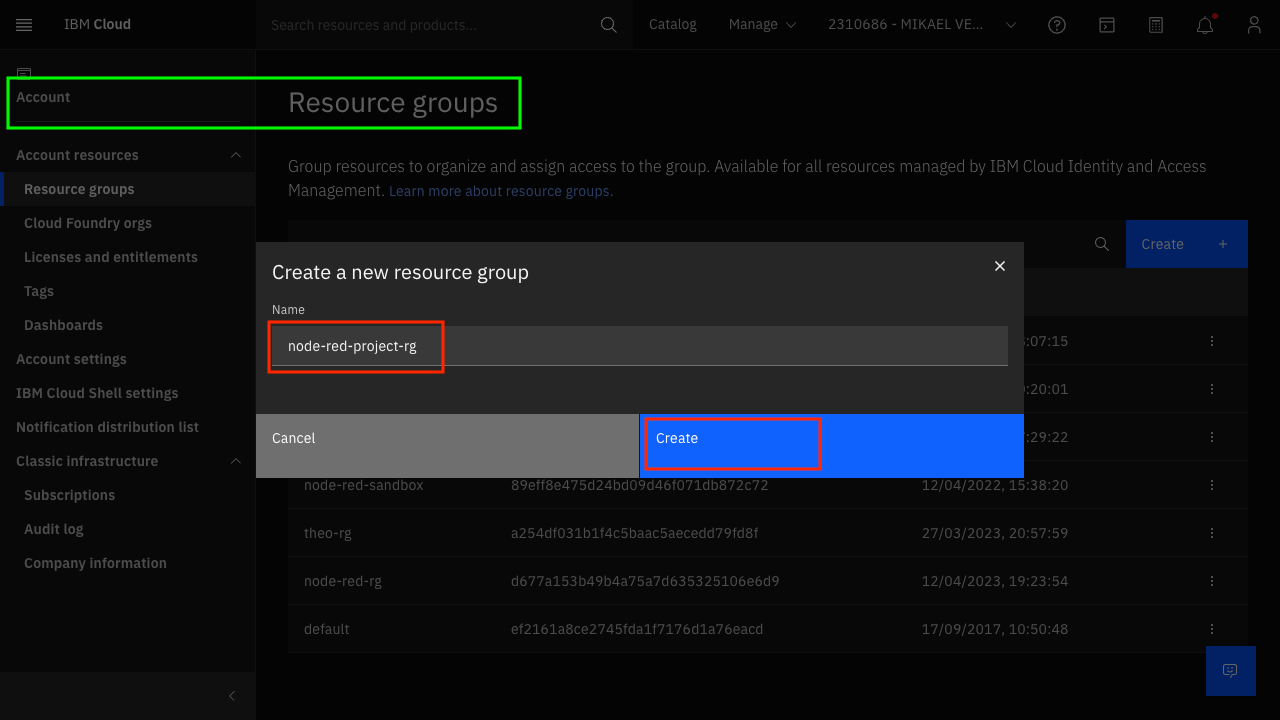 IBM Cloud
Search resources and products...
Catalog
Manage
2310686 - MIKAEL VE...
Account
Account resources
Resource groups
Cloud Foundry orgs
Licenses and entitlements
Tags
Dashboards
Account settings
IBM Cloud Shell settings
Notification distribution list
Classic infrastructure
Subscriptions
Audit log
Company information
Resource groups
Group resources to organize and assign access to the group. Available for all resources managed by IBM Cloud Identity and Access
Management. Learn more about resource groups.
Create +
Create a new resource group
Name
node-red-project-rg
Cancel
Create
:07:15
:20:01
:29:22
node-red-sandbox 89eff8e475d24bd09d46f071db872c72 12/04/2022, 15:38:20
theo-rg a254df031b1f4c5baac5aecedd79fd8f 27/03/2023, 20:57:59
node-red-rg d677a153b49b4a75a7d635325106e6d9 12/04/2023, 19:23:54
default ef2161a8ce2745fda1f7176d1a76eacd 17/09/2017, 10:50:48